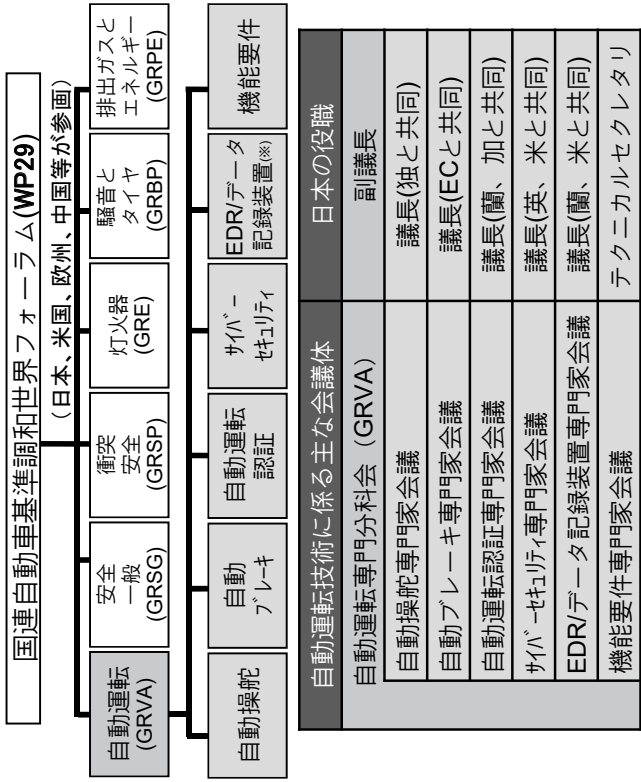 国連自動車基準調和世界フォーラム(WP29)
(日本、米国、欧州、中国等が参画)
自動運転
(GRVA)
安全
一般
(GRSG)
衝突
安全
(GRSP)
灯火器
(GRE)
騒音と
タイヤ
(GRBP)
排出ガスと
エネルギー
(GRPE)
自動操舵
自動
ブレーキ
自動運転
認証
サイバー
セキュリティ
EDR/データ
記録装置(※)
機能要件
自動運転技術に係る主な会議体 日本の役職
自動運転専門分科会(GRVA) 副議長
自動操舵専門家会議 議長(独と共同)
自動ブレーキ専門家会議 議長(ECと共同)
自動運転認証専門家会議 議長(蘭、加と共同)
サイバーセキュリティ専門家会議 議長(英、米と共同)
EDR/データ記録装置専門家会議 議長(蘭、米と共同)
機能要件専門家会議 テクニカルセクレタリ